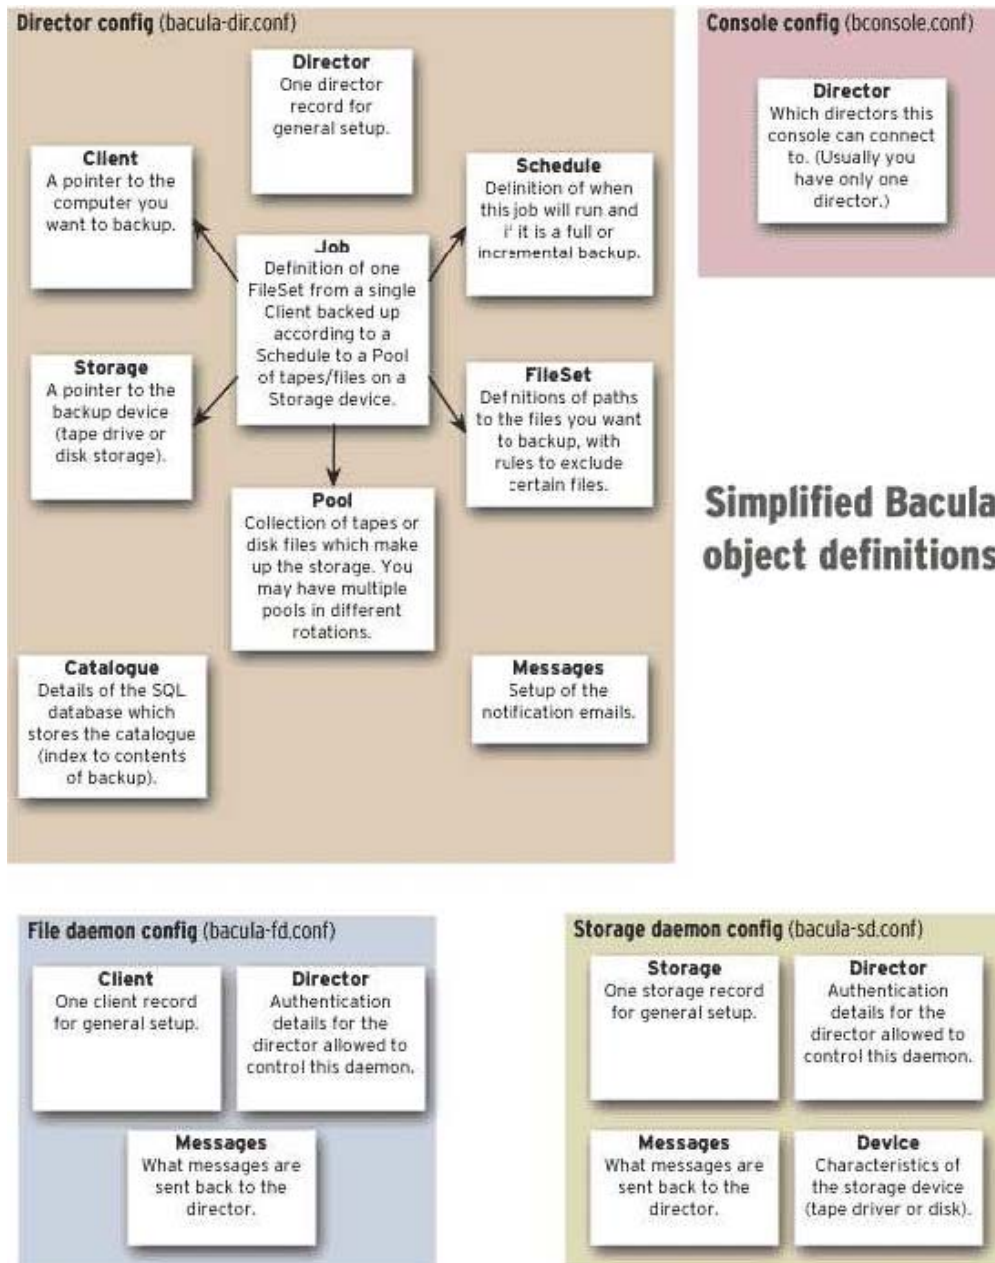 Director config (bacula-dir.conf)
Director
One director
record for
general setup.
Client
A pointer to the
computer you
want to backup.
Schedule
Definition of when
this job will run and
if it is a full or
incremental backup.
Job
Definition of one
FileSet from a single
Client backed up
according to a
Schedule to a Pool
of tapes/files on a
Storage device.
Storage
A pointer to the
backup device
(tape drive or
disk storage).
FileSet
Definitions of paths
to the files you want
to backup, with
rules to exclude
certain files.
Pool
Collection of tapes or
disk files which make
up the storage. You
may have multiple
pools in different
rotations.
Catalogue
Details of the SQL
database which
stores the catalogue
(index to contents
of backup).
Messages
Setup of the
notification emails.
Console config (bconsole.conf)
Director
Which directors this
console can connect
to. (Usually you
have only one
director.)
Simplified Bacula
object definitions
File daemon config (bacula-fd.conf)
Client
One client record
for general setup.
Director
Authentication
details for the
director allowed to
control this daemon.
Messages
What messages are
sent back to the
director.
Storage daemon config (bacula-sd.conf)
Storage
One storage record
for general setup.
Director
Authentication
details for the
director allowed to
control this daemon.
Messages
What messages are
sent back to the
director.
Device
Characteristics of
the storage device
(tape driver or disk).